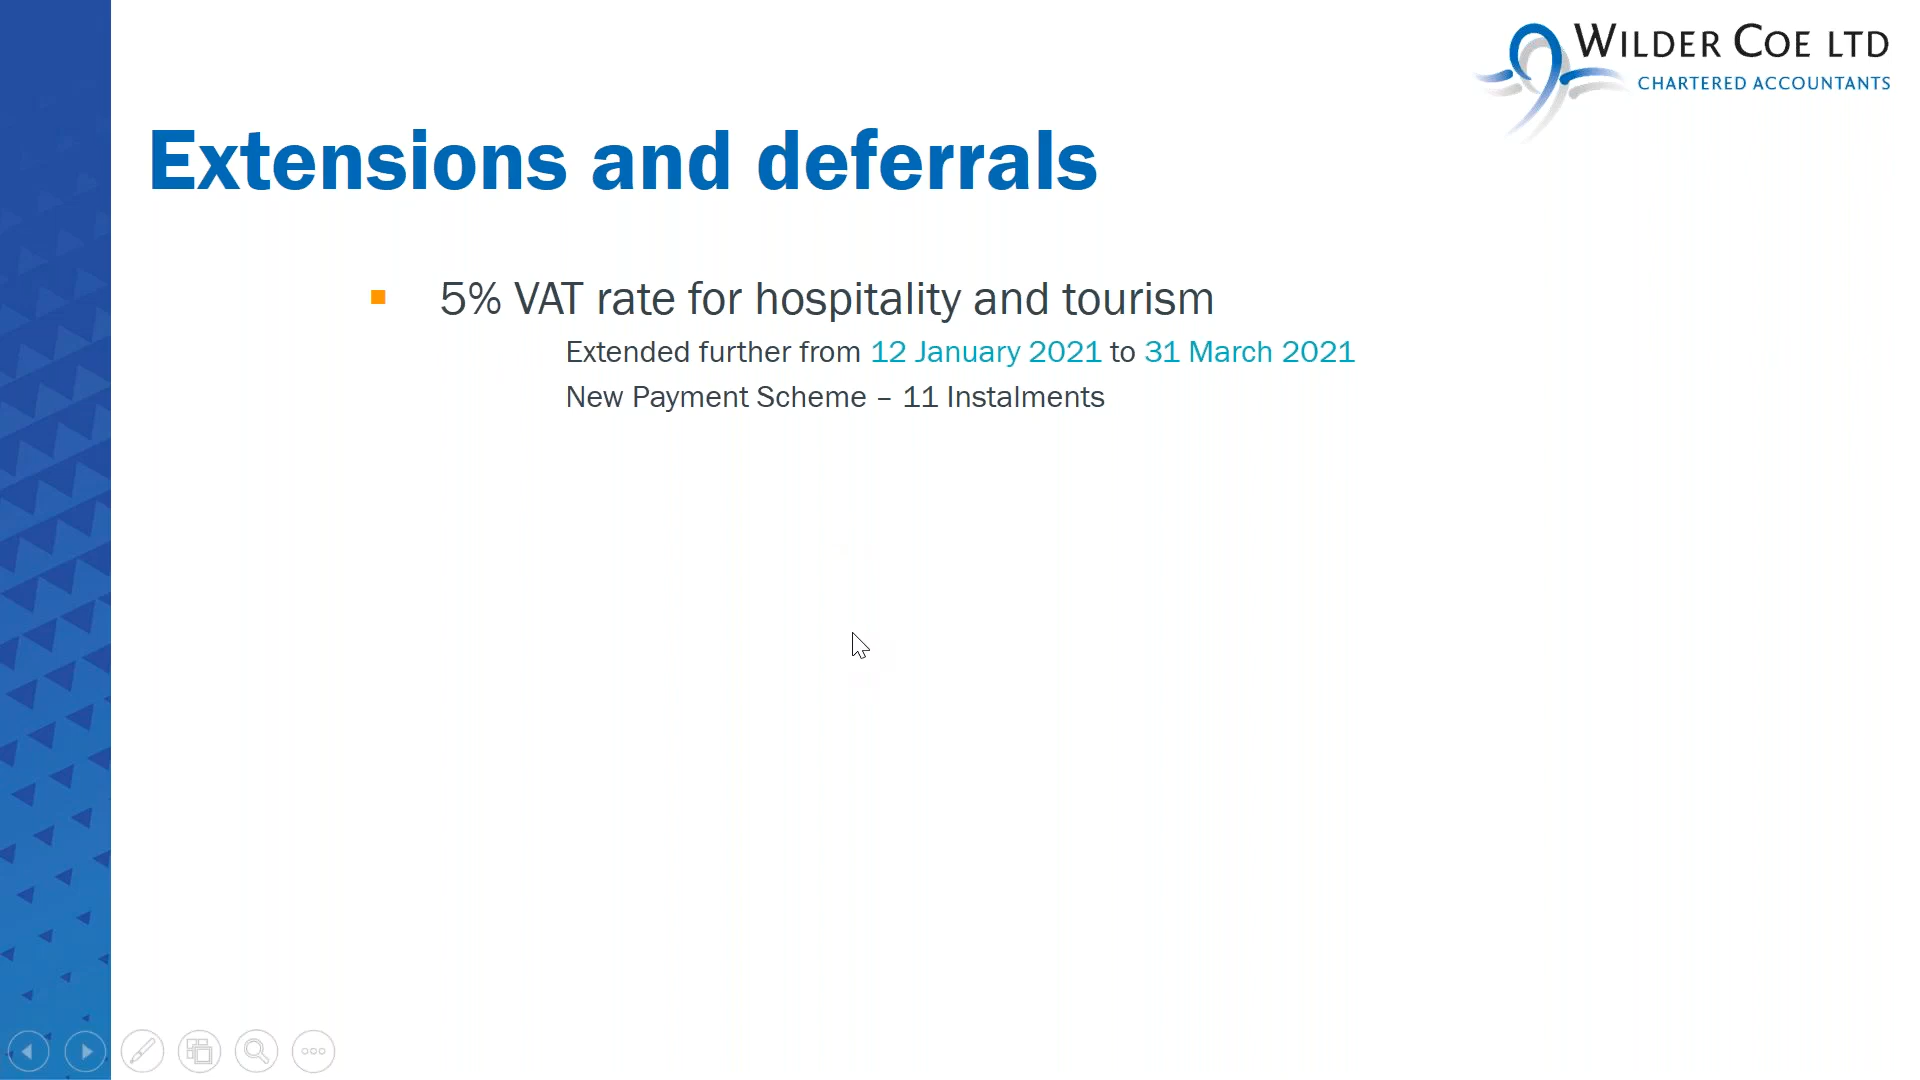 WILDER COE LTD
CHARTERED ACCOUNTANTS
Extensions and deferrals
5% VAT rate for hospitality and tourism
Extended further from 12 January 2021 to 31 March 2021
New Payment Scheme – 11 Instalments